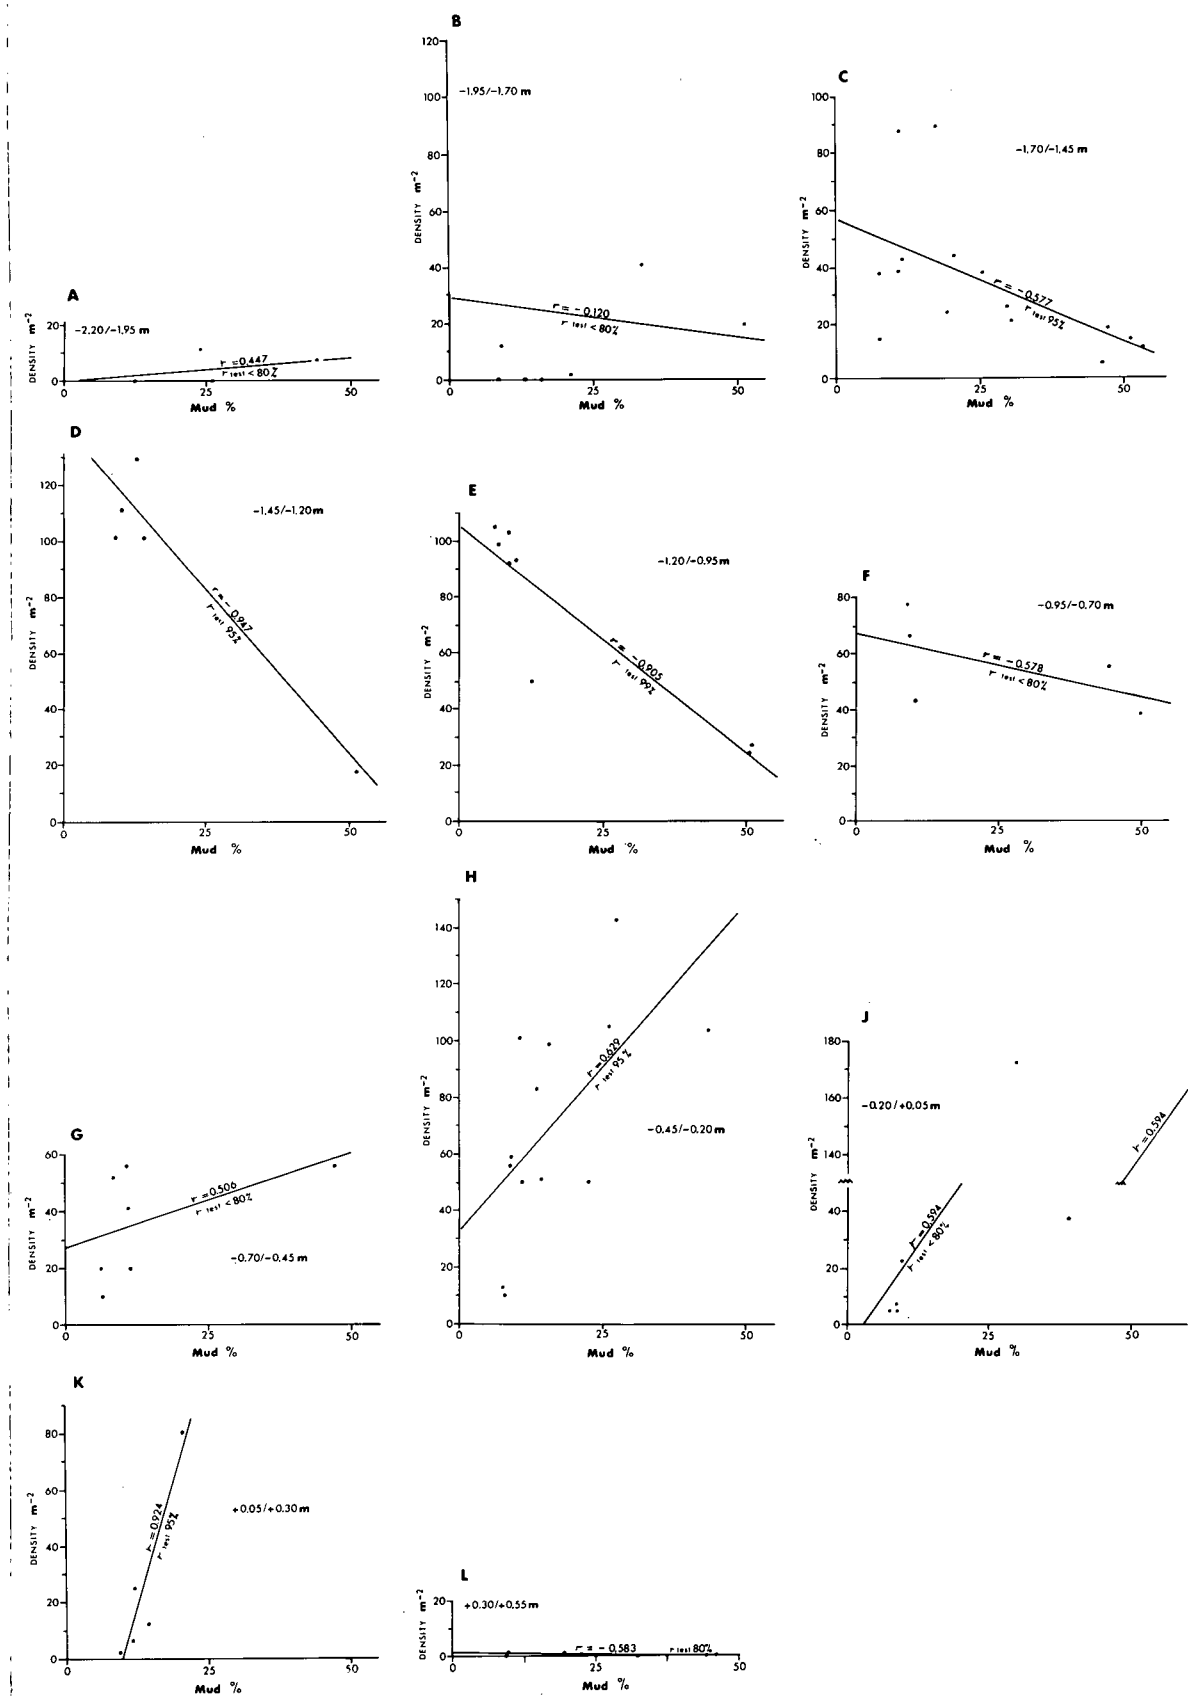 A
DENSITY m⁻²
20
0
-2.20/-1.95 m
r = 0.447
r test < 80%
0
25
50
Mud %
B
DENSITY m⁻²
120
100
80
60
40
20
0
-1.95/-1.70 m
r = -0.120
r test < 80%
0
25
50
Mud %
C
DENSITY m⁻²
100
80
60
40
20
0
-1.70/-1.45 m
r = -0.577
r test 95%
0
25
50
Mud %
D
DENSITY m⁻²
120
100
80
60
40
20
0
-1.45/-1.20 m
r = -0.947
r test 95%
0
25
50
Mud %
E
DENSITY m⁻²
100
80
60
40
20
0
-1.20/-0.95 m
r = -0.905
r test 99%
0
25
50
Mud %
F
DENSITY m⁻²
80
60
40
20
0
-0.95/-0.70 m
r = -0.578
r test < 80%
0
25
50
Mud %
G
DENSITY m⁻²
60
40
20
0
r = 0.506
r test < 80%
-0.70/-0.45 m
0
25
50
Mud %
H
DENSITY m⁻²
140
120
100
80
60
40
20
0
r = 0.629
r test 95 %
-0.45/-0.20 m
0
25
50
Mud %
J
DENSITY m⁻²
180
160
140
40
20
0
-0.20/+0.05 m
r = 0.594
r = 0.594
r test < 80%
0
25
50
Mud %
K
DENSITY m⁻²
80
60
40
20
0
r = 0.924
r test 95%
+0.05/+0.30 m
0
25
50
Mud %
L
DENSITY m⁻²
20
0
+0.30/+0.55 m
r = -0.583
r test 80%
0
25
50
Mud %